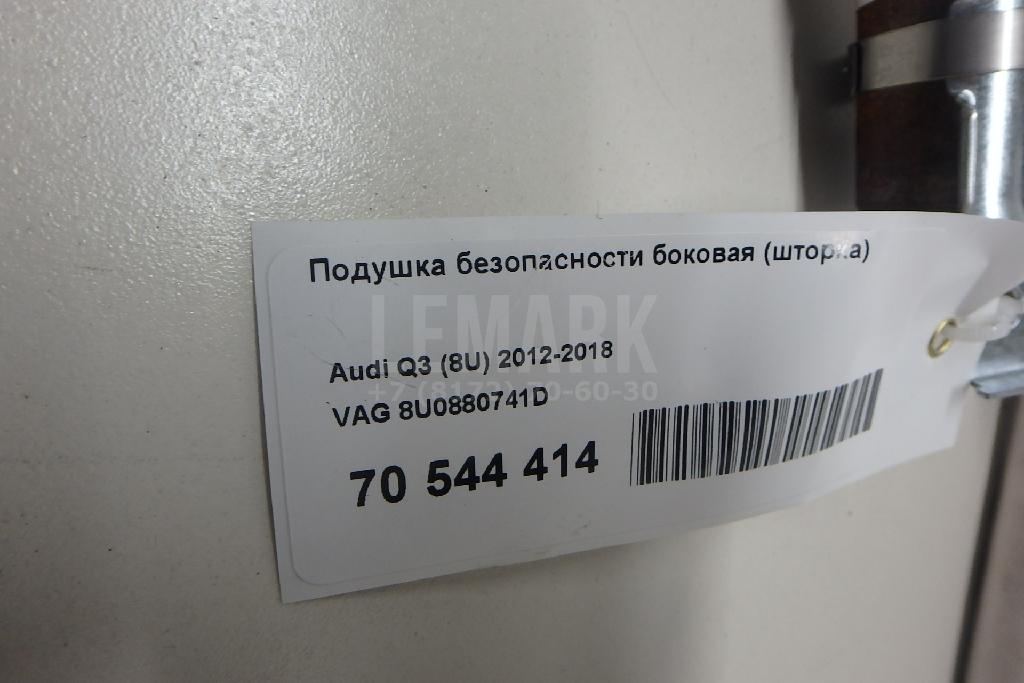 Подушка безопасности боковая (шторка)
LEMARK
Audi Q3 (8U) 2012-2018
VAG 8U0880741D
70 544 414